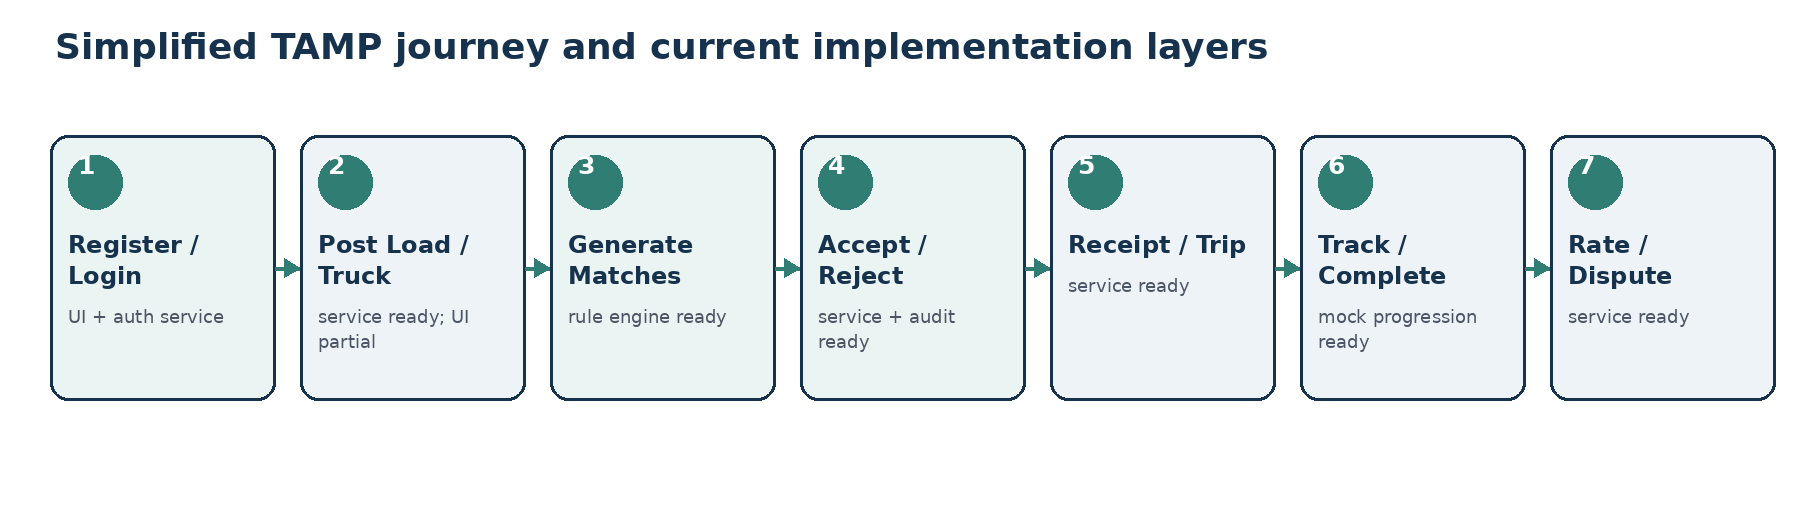 Simplified TAMP journey and current implementation layers
1
Register /
Login
UI + auth service
2
Post Load /
Truck
service ready; UI
partial
3
Generate
Matches
rule engine ready
4
Accept /
Reject
service + audit
ready
5
Receipt / Trip
service ready
6
Track /
Complete
mock progression
ready
7
Rate /
Dispute
service ready